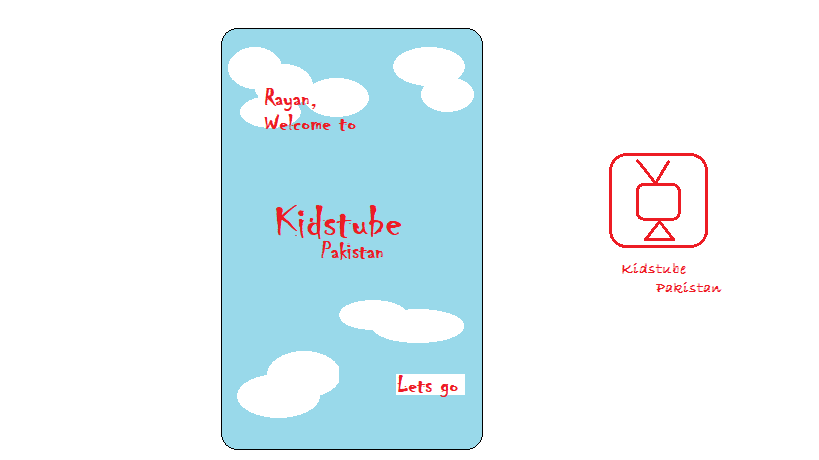 Rayan,
Welcome to
Kidstube
Pakistan
Lets go
Kidstube
Pakistan